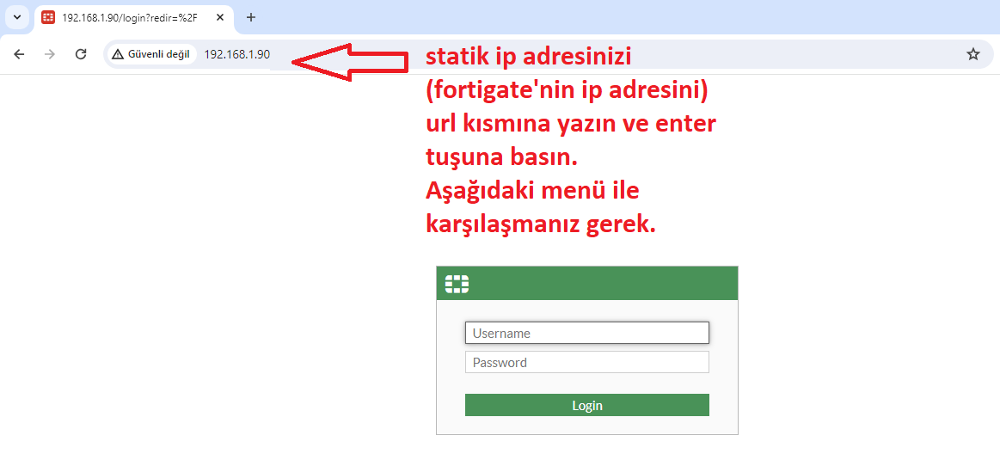 192.168.1.90/login?redir=%2F
Güvenli değil 192.168.1.90
statik ip adresinizi
(fortigate'nin ip adresini)
url kısmına yazın ve enter
tuşuna basın.
Aşağıdaki menü ile
karşılaşmanız gerek.
Username
Password
Login